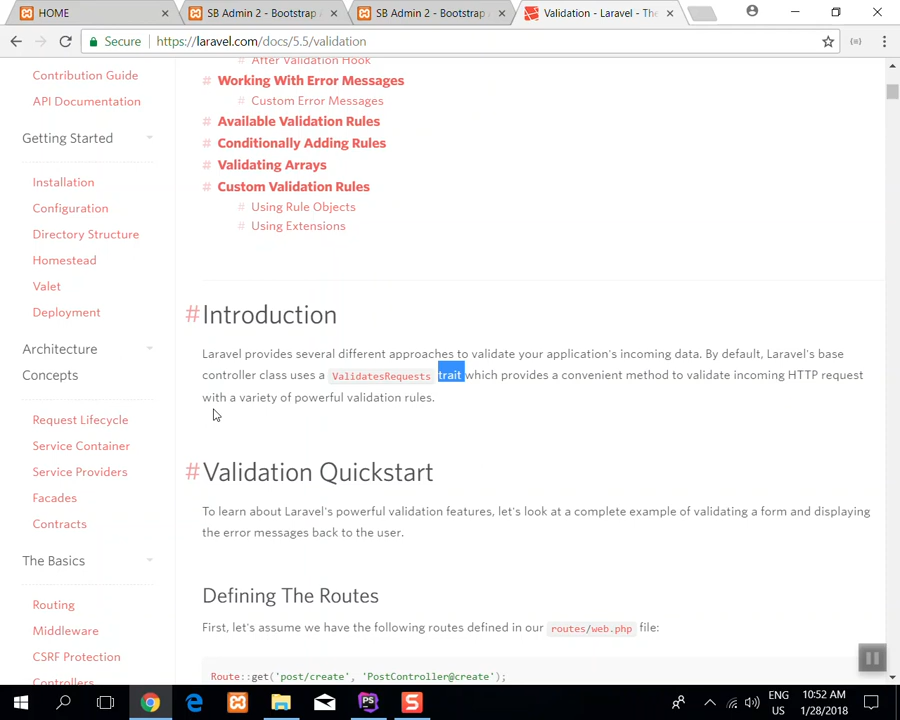 HOME
SB Admin 2 - Bootstrap
SB Admin 2 - Bootstrap
Validation - Laravel - The
Secure https://laravel.com/docs/5.5/validation
Contribution Guide
API Documentation
Getting Started
Installation
Configuration
Directory Structure
Homestead
Valet
Deployment
Architecture
Concepts
Request Lifecycle
Service Container
Service Providers
Facades
Contracts
The Basics
Routing
Middleware
CSRF Protection
Controllers
# After Validation Hook
# Working With Error Messages
# Custom Error Messages
# Available Validation Rules
# Conditionally Adding Rules
# Validating Arrays
# Custom Validation Rules
# Using Rule Objects
# Using Extensions
#Introduction
Laravel provides several different approaches to validate your application's incoming data. By default, Laravel's base
controller class uses a ValidatesRequests trait which provides a convenient method to validate incoming HTTP request
with a variety of powerful validation rules.
#Validation Quickstart
To learn about Laravel's powerful validation features, let's look at a complete example of validating a form and displaying
the error messages back to the user.
Defining The Routes
First, let's assume we have the following routes defined in our routes/web.php file:
Route::get('post/create', 'PostController@create');
ENG
US
10:52 AM
1/28/2018